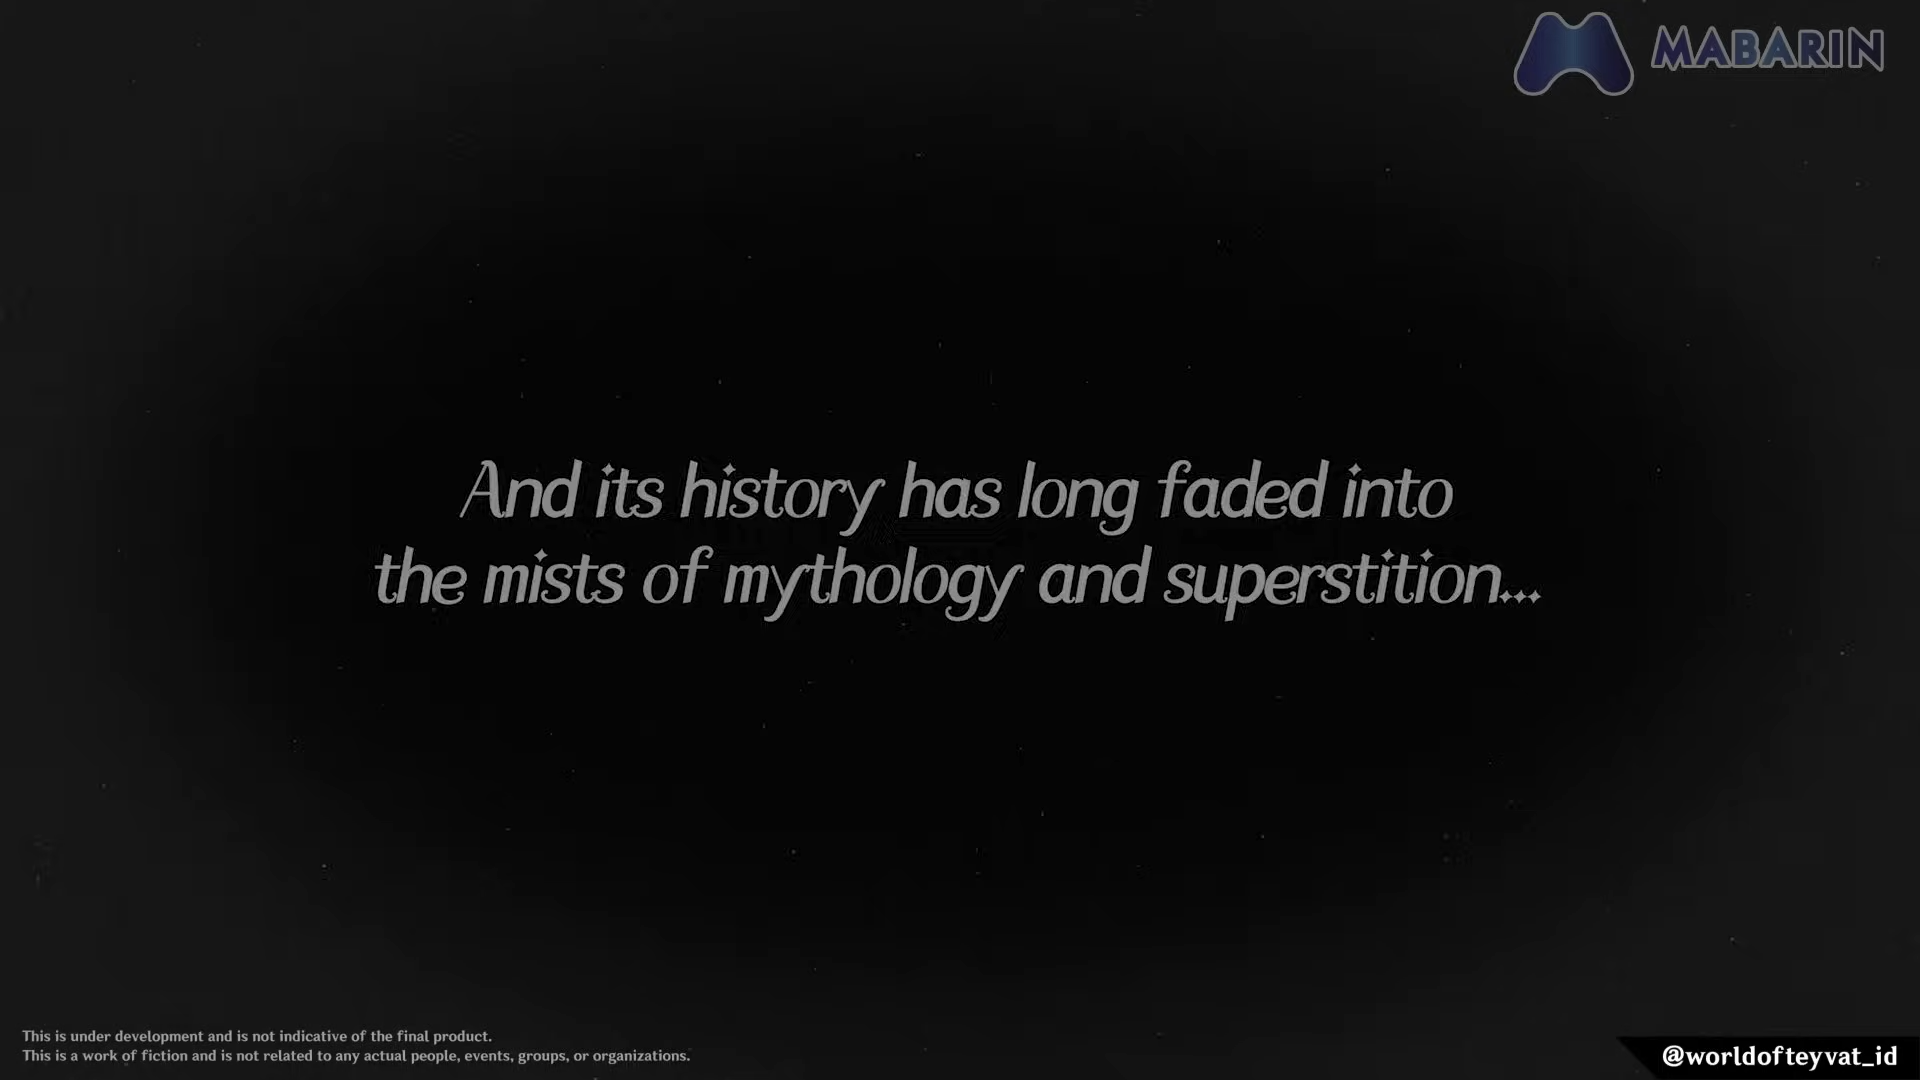 MABARIN
And its history has long faded into
the mists of mythology and superstition...
This is under development and is not indicative of the final product.
This is a work of fiction and is not related to any actual people, events, groups, or organizations.
@worldofteyvat_id